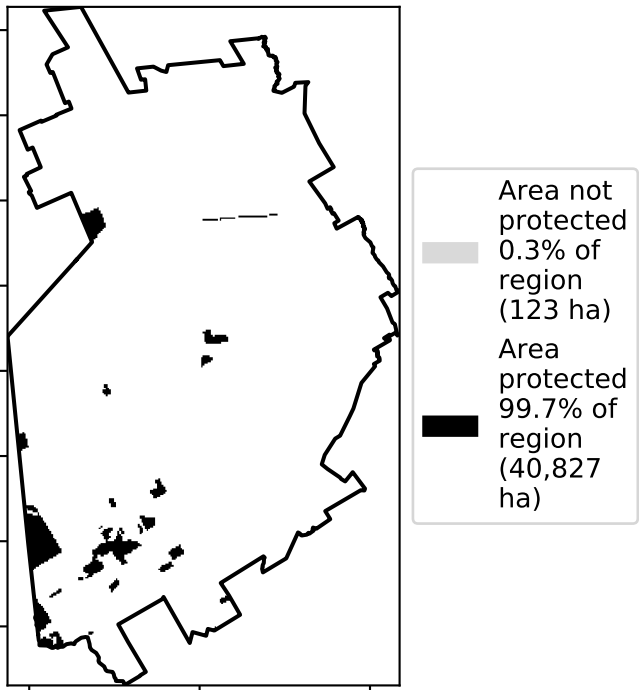 Area not
protected
0.3% of
region
(123 ha)
Area
protected
99.7% of
region
(40,827
ha)